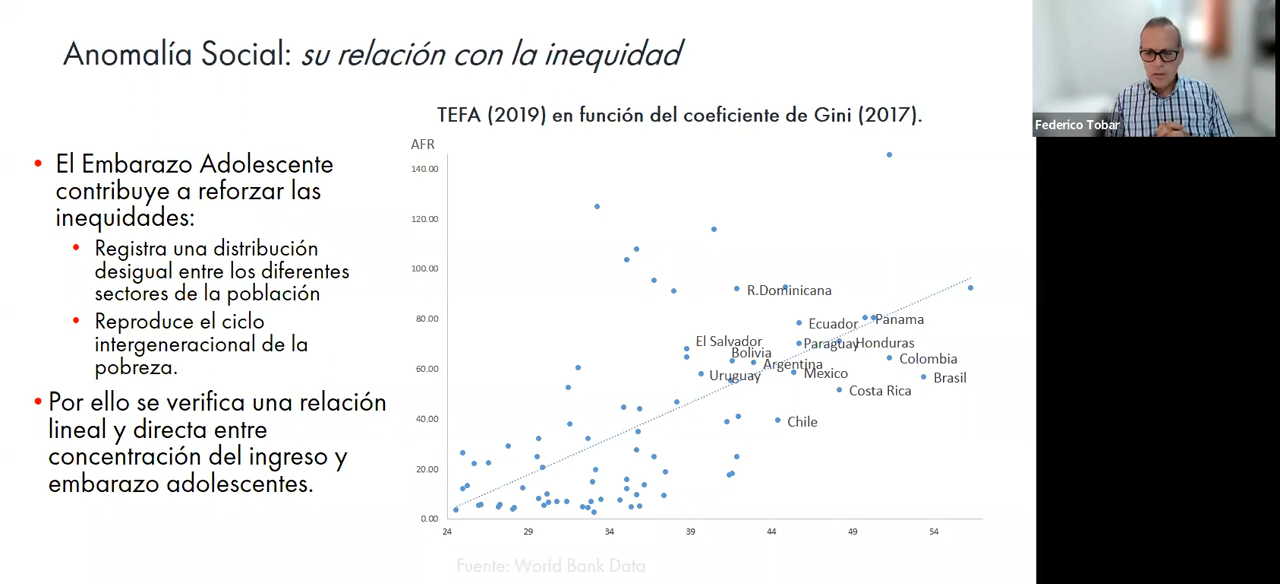 Anomalía Social: su relación con la inequidad
Federico Tobar
TEFA (2019) en función del coeficiente de Gini (2017).
• El Embarazo Adolescente
contribuye a reforzar las
inequidades:
• Registra una distribución
desigual entre los diferentes
sectores de la población
• Reproduce el ciclo
intergeneracional de la
pobreza.
• Por ello se verifica una relación
lineal y directa entre
concentración del ingreso y
embarazo adolescentes.
AFR
140.00
120.00
100.00
80.00
60.00
40.00
20.00
0.00
R.Dominicana
Ecuador
Panama
El Salvador
Paraguay
Honduras
Bolivia
Colombia
Argentina
Uruguay
Mexico
Brasil
Costa Rica
Chile
24 29 34 39 44 49 54
Fuente: World Bank Data